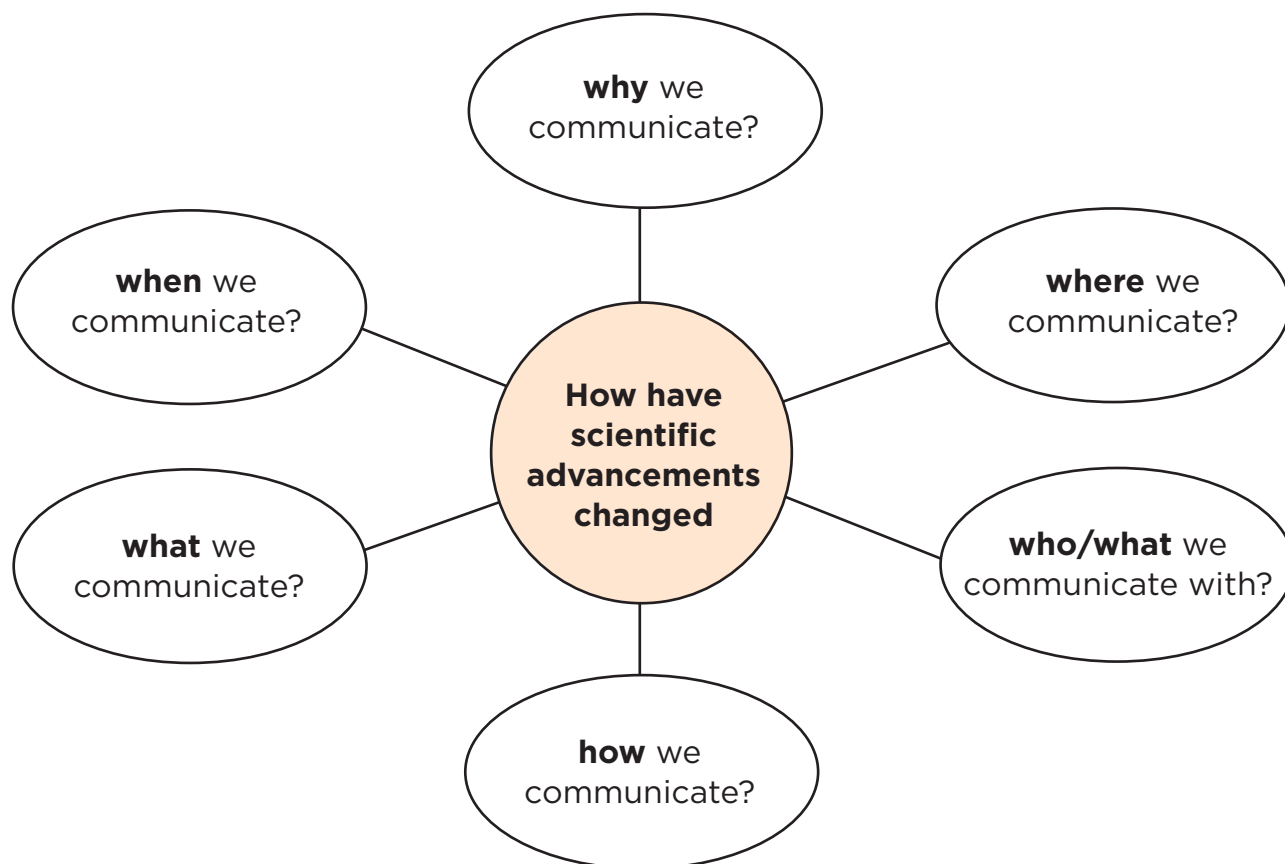 why we
communicate?
when we
communicate?
where we
communicate?
How have
scientific
advancements
changed
what we
communicate?
who/what we
communicate with?
how we
communicate?